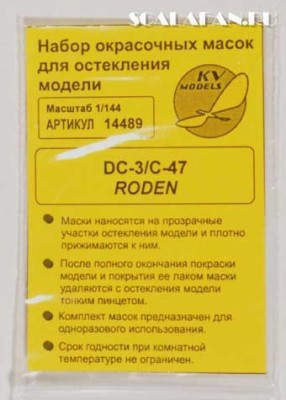 SCALAPAN.RU
Набор окрасочных масок
для остекления
модели
Масштаб 1/144
АРТИКУЛ 14489
KV
MODELS
DC-3/C-47
RODEN
Маски наносятся на прозрачные
участки остекления модели и плотно
прижимаются к ним.
После полного окончания покраски
модели и покрытия ее лаком маски
удаляются с остекления модели
тонким пинцетом.
Комплект масок предназначен для
одноразового использования.
Срок годности при комнатной
температуре не ограничен.